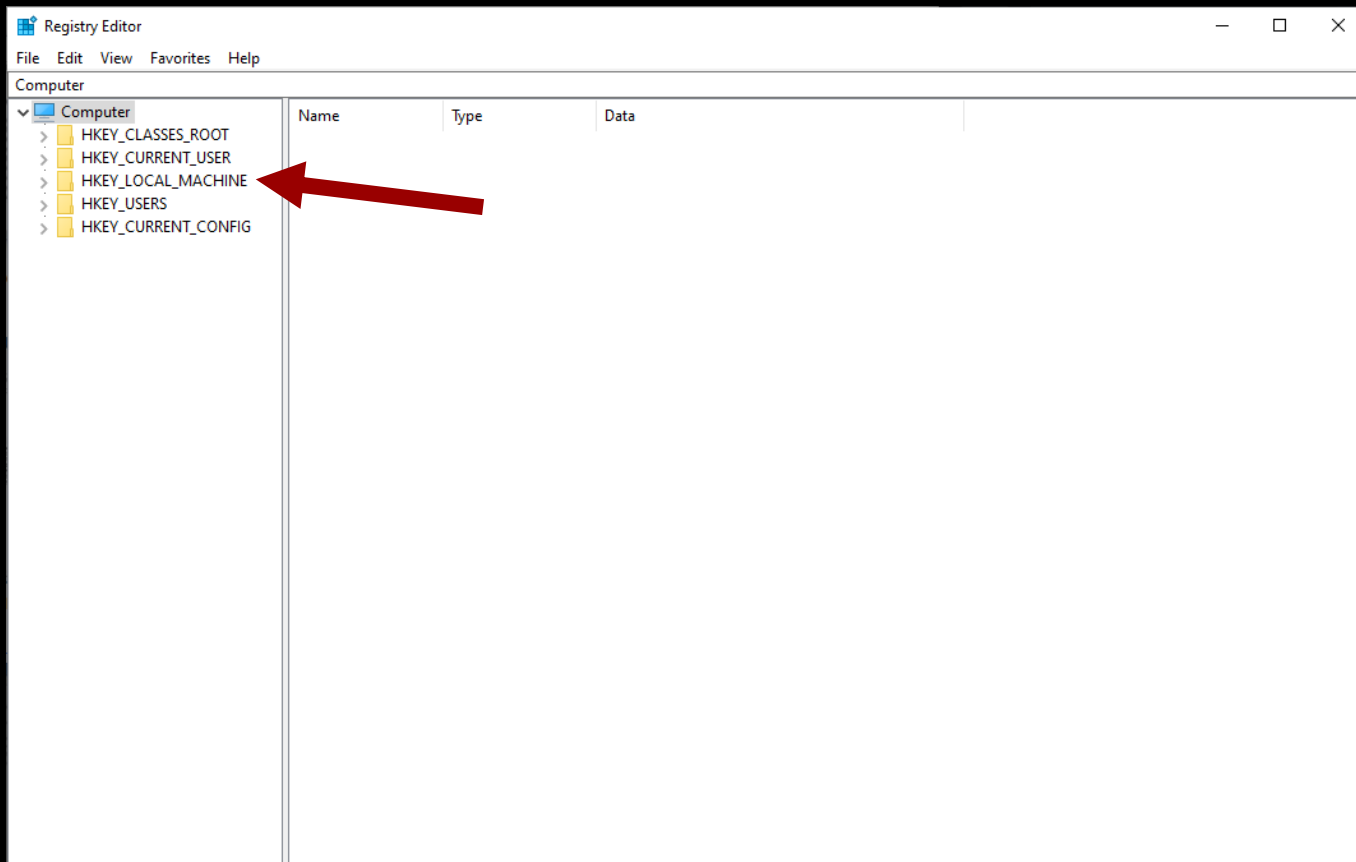 Registry Editor
File Edit View Favorites Help
Computer
Computer
HKEY_CLASSES_ROOT
HKEY_CURRENT_USER
HKEY_LOCAL_MACHINE
HKEY_USERS
HKEY_CURRENT_CONFIG
Name Type Data